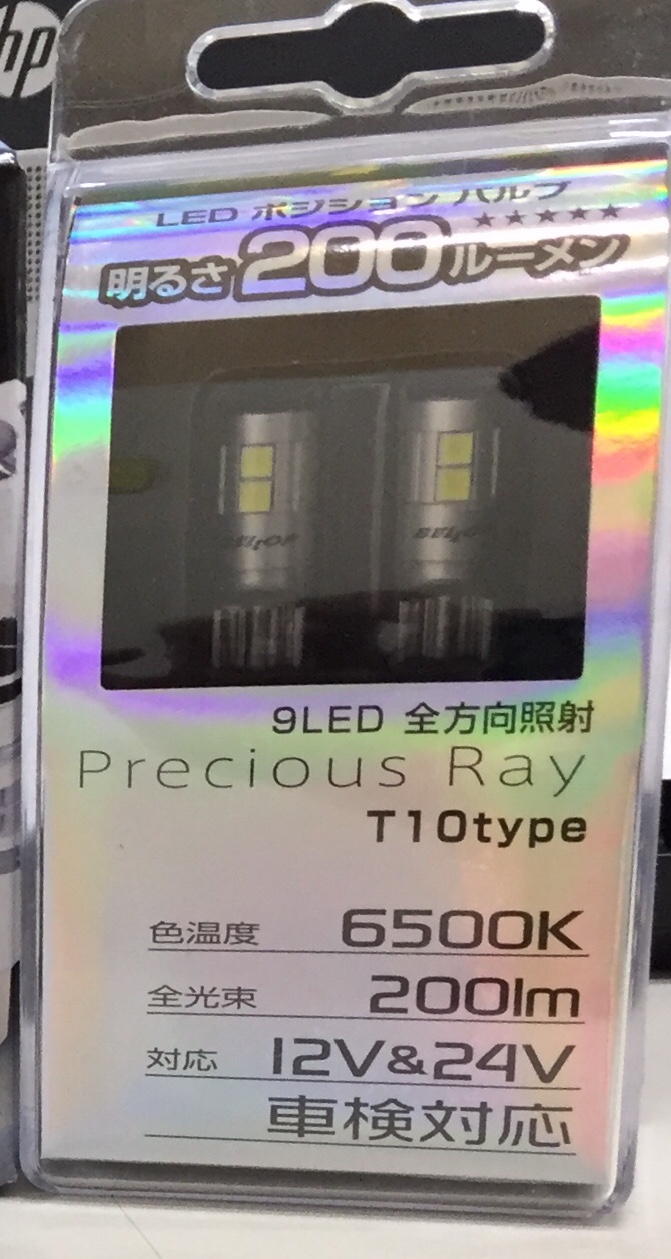 hp
LED ポジション バルブ
★★★★★
明るさ200ルーメン
9LED 全方向照射
Precious Ray
T10type
色温度 6500K
全光束 200lm
対応 12V&24V
車検対応